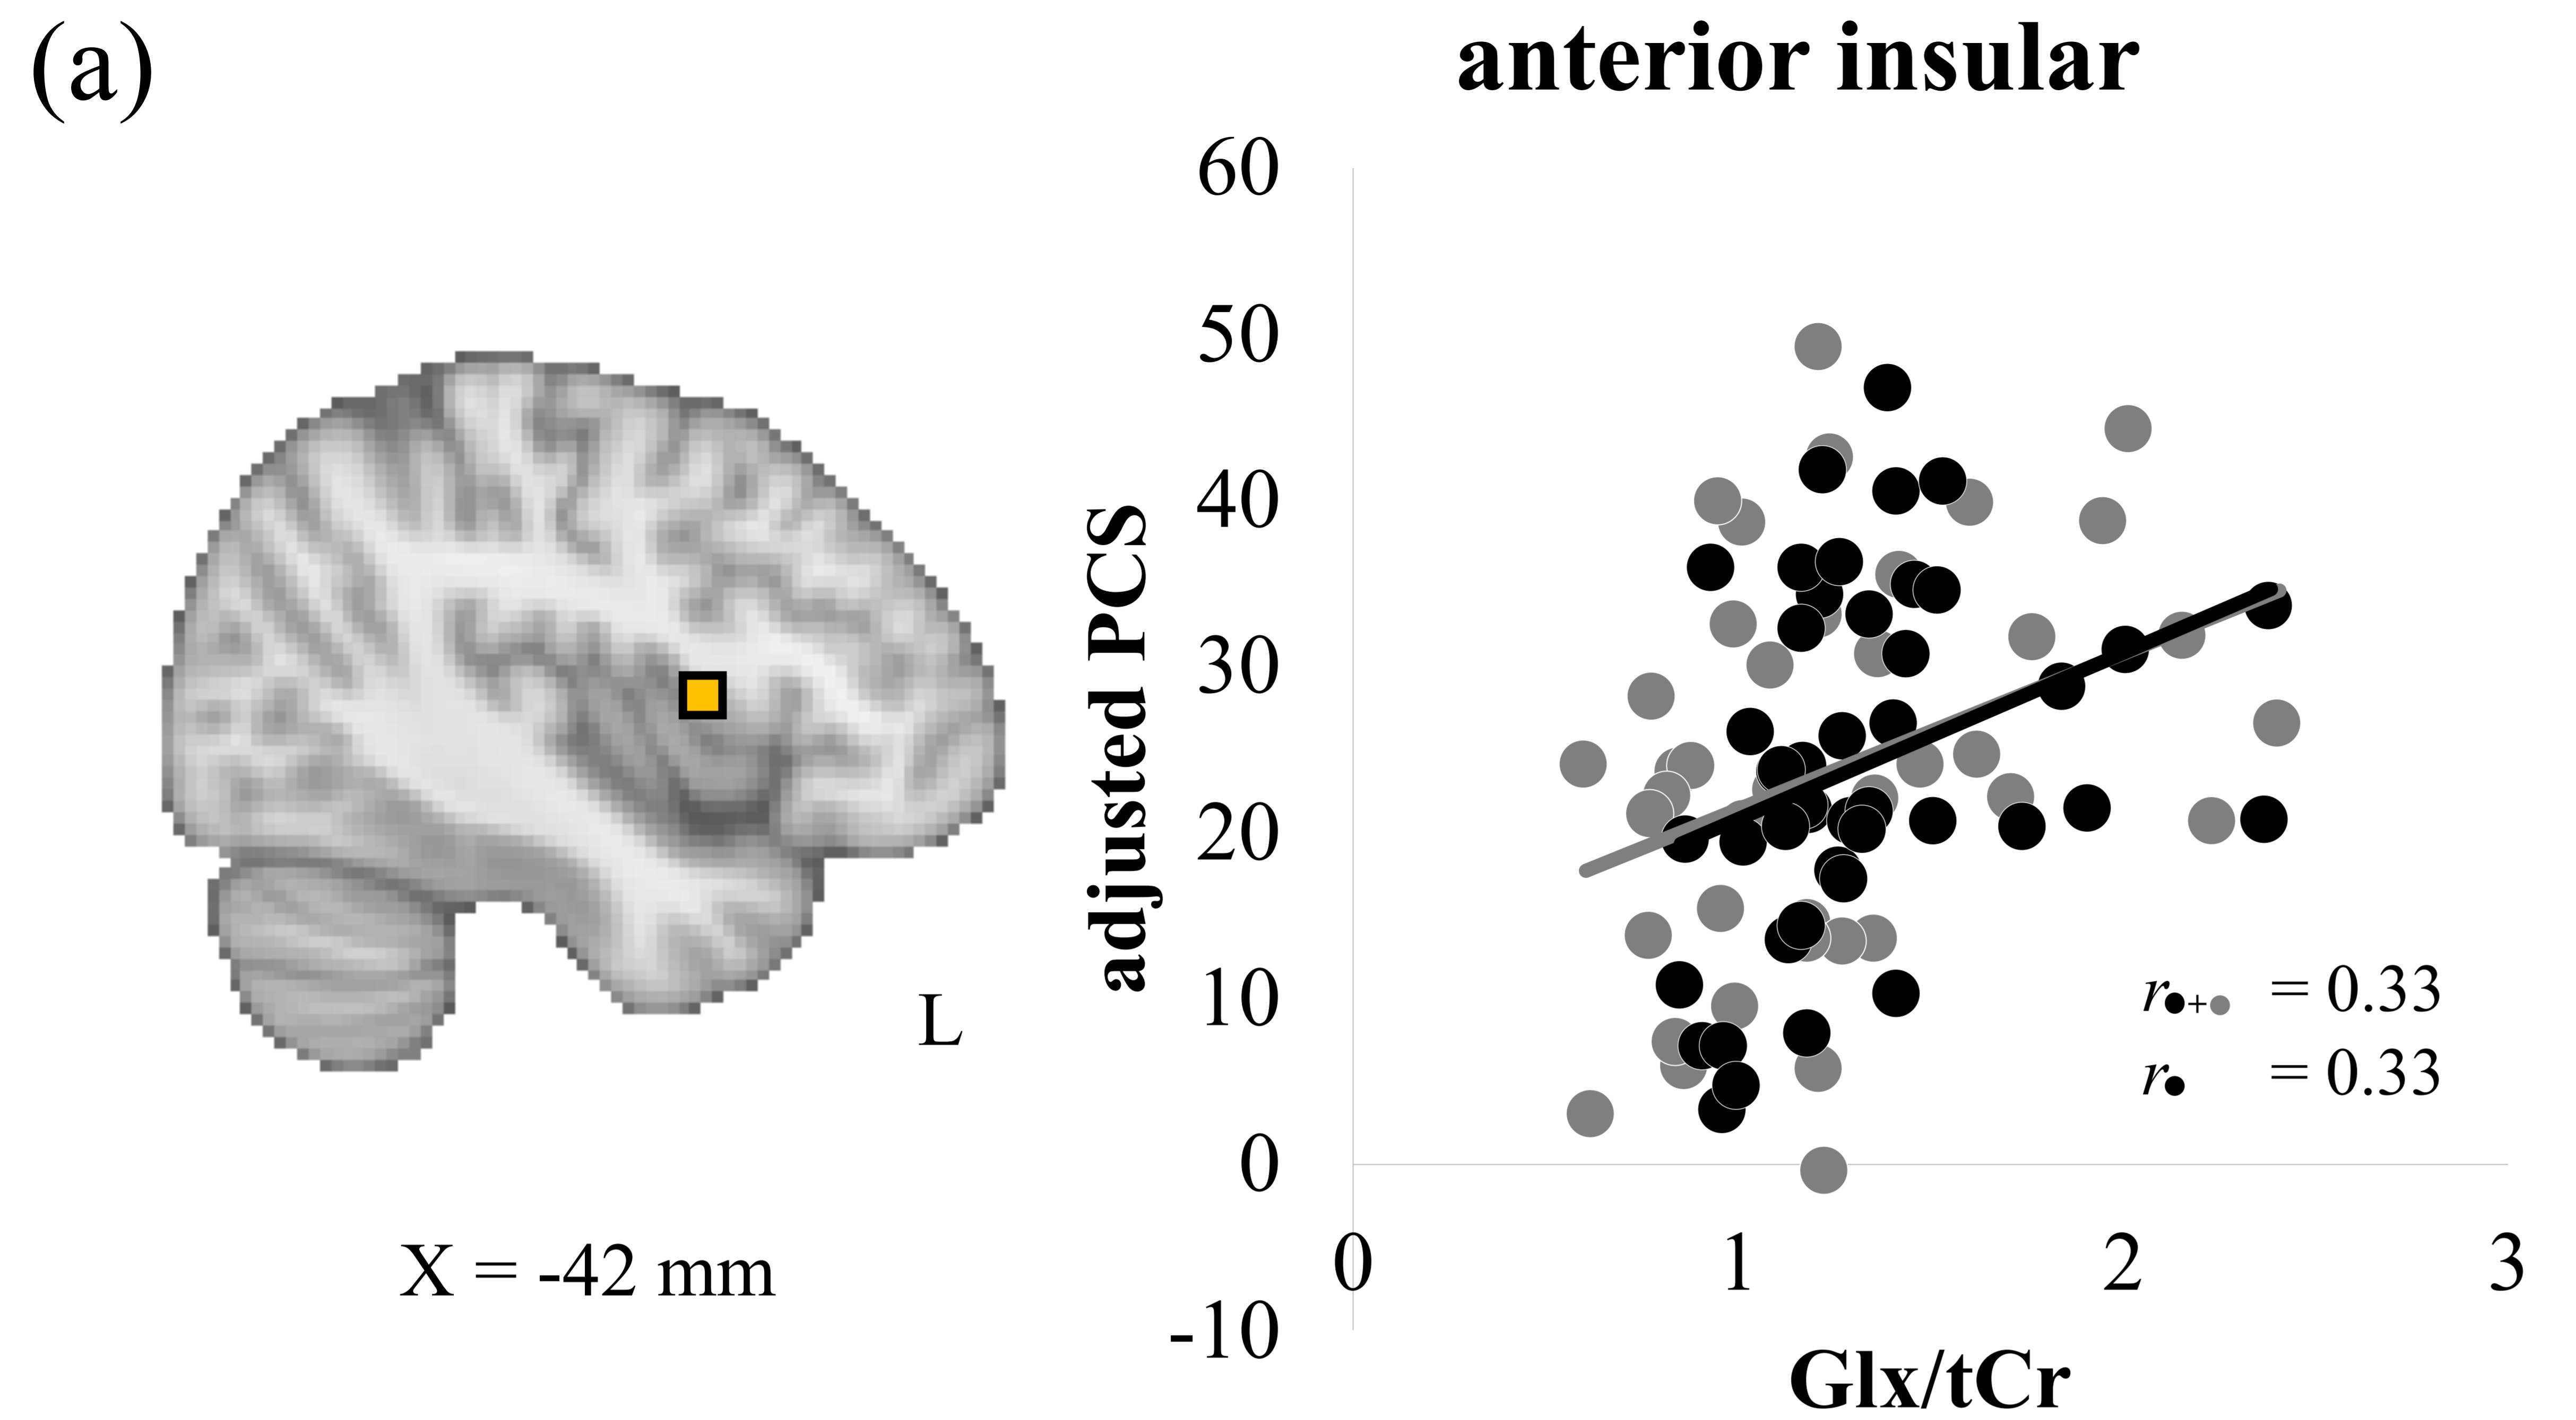 (a)
anterior insular
60
50
40
30
20
10
0
-10
adjusted PCS
0 1 2 3
Glx/tCr
r●+● = 0.33
r● = 0.33
L
X = -42 mm